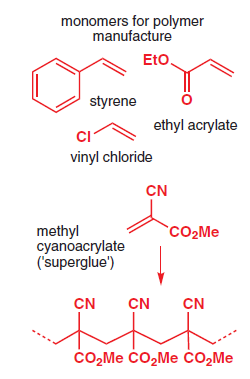 monomers for polymer
manufacture
EtO
O
styrene
ethyl acrylate
Cl
vinyl chloride
CN
methyl
cyanoacrylate
('superglue')
CO₂Me
CN CN CN
CO₂Me CO₂Me CO₂Me